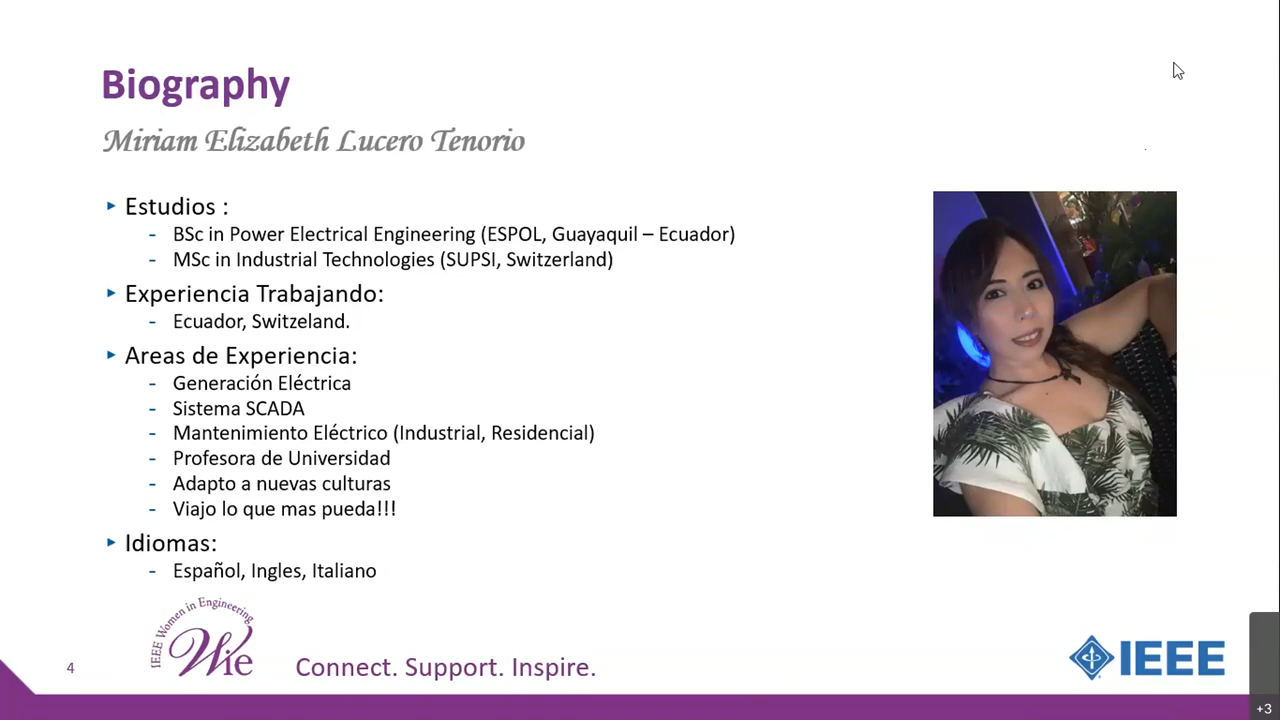 Biography
Miriam Elizabeth Lucero Tenorio
▸ Estudios :
- BSc in Power Electrical Engineering (ESPOL, Guayaquil – Ecuador)
- MSc in Industrial Technologies (SUPSI, Switzerland)
▸ Experiencia Trabajando:
- Ecuador, Switzeland.
▸ Areas de Experiencia:
- Generación Eléctrica
- Sistema SCADA
- Mantenimiento Eléctrico (Industrial, Residencial)
- Profesora de Universidad
- Adapto a nuevas culturas
- Viajo lo que mas pueda!!!
▸ Idiomas:
- Español, Ingles, Italiano
4
IEEE Women in Engineering
Wie
Connect. Support. Inspire.
IEEE
+3